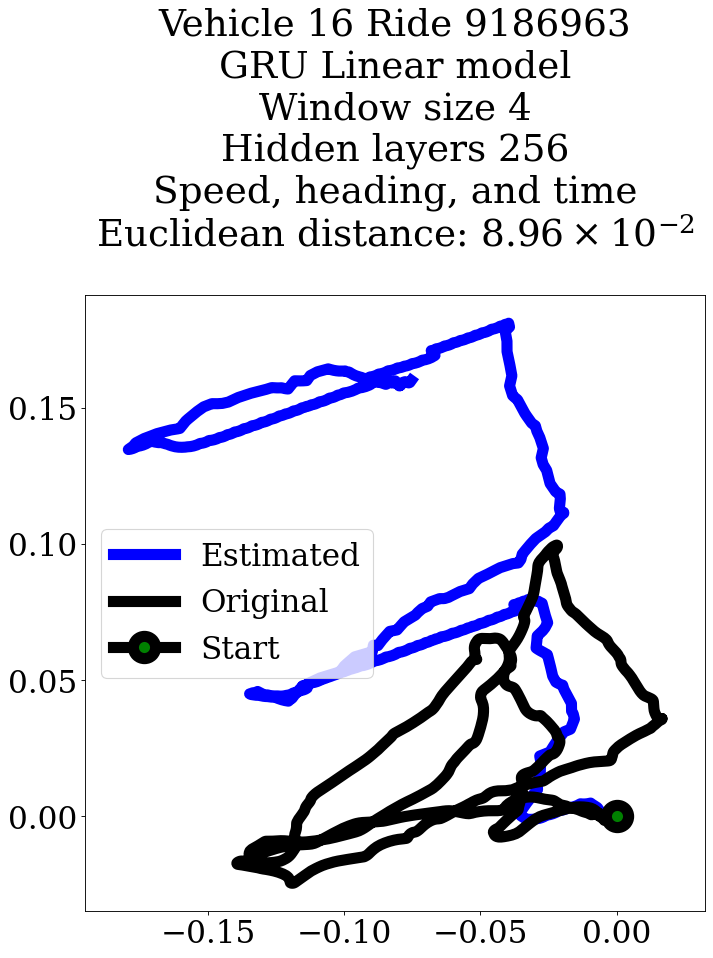 Vehicle 16 Ride 9186963
GRU Linear model
Window size 4
Hidden layers 256
Speed, heading, and time
Euclidean distance: 8.96 × 10⁻²
0.15
0.10
0.05
0.00
Estimated
Original
Start
−0.15 −0.10 −0.05 0.00